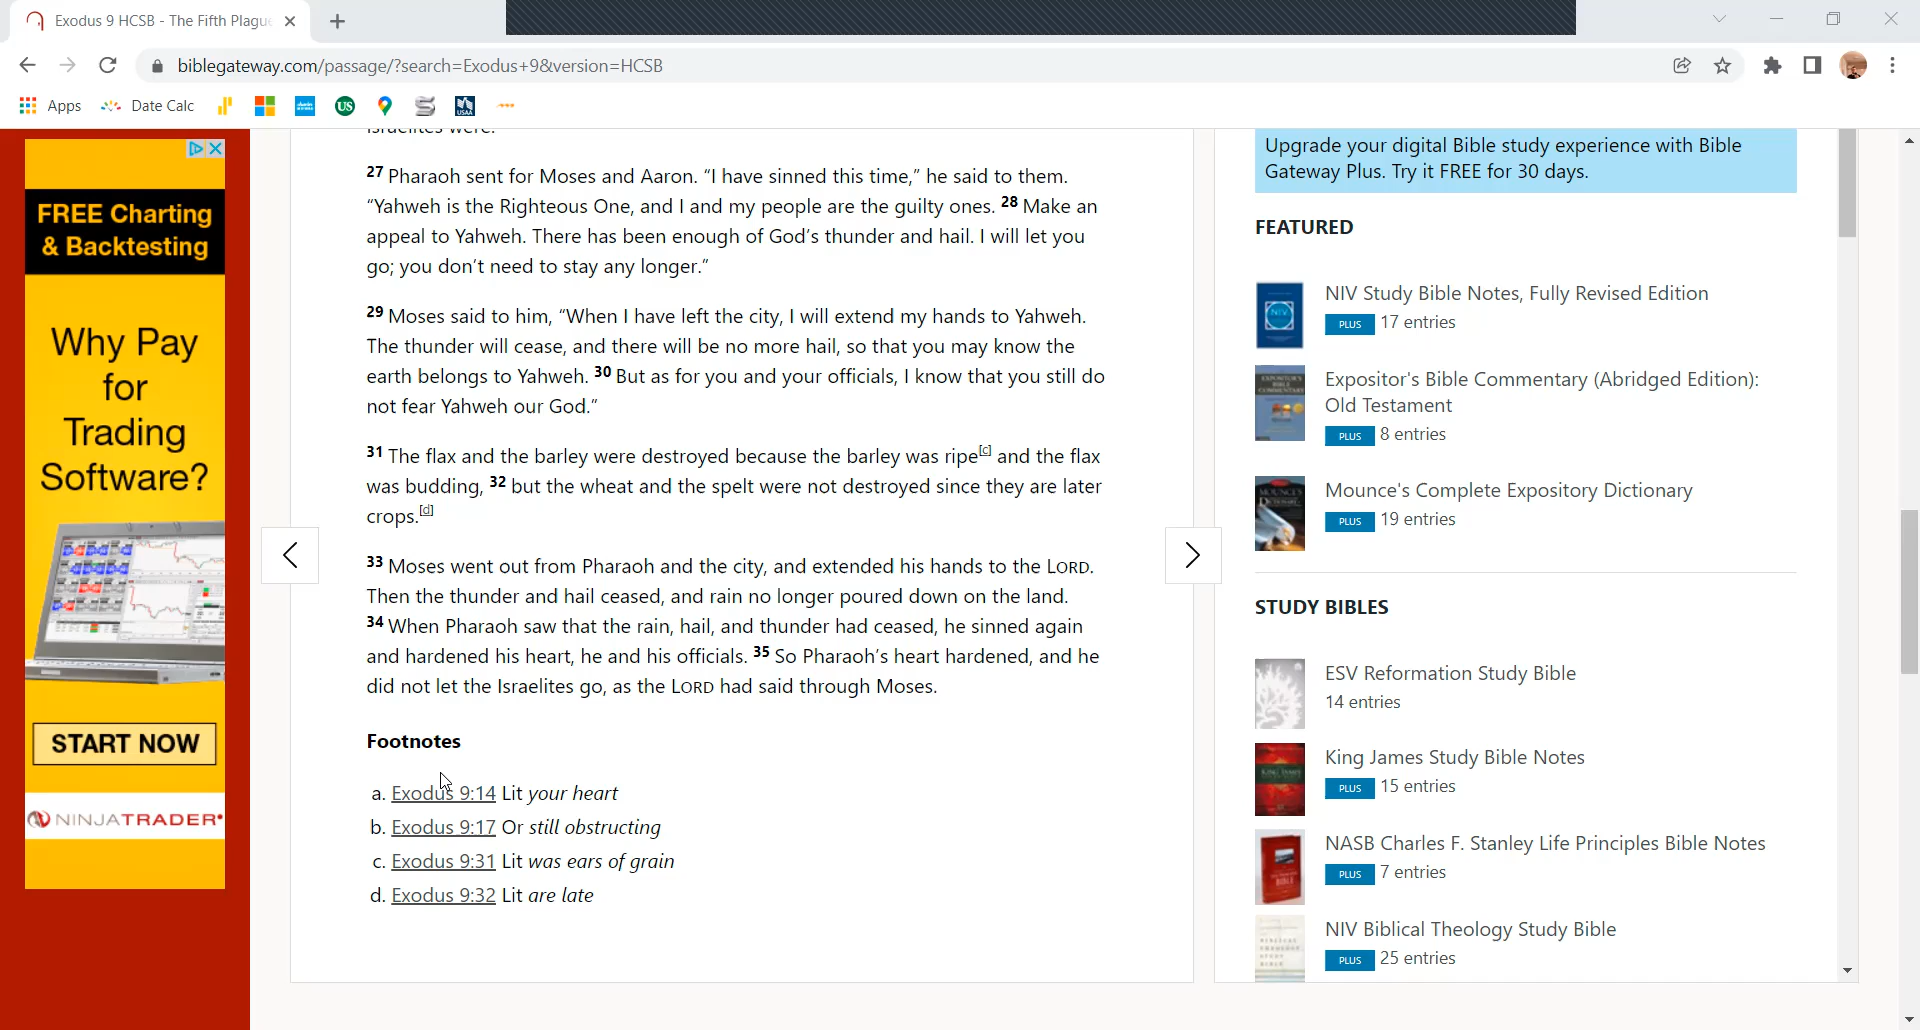 Exodus 9 HCSB - The Fifth Plague
biblegateway.com/passage/?search=Exodus+9&version=HCSB
Apps
Date Calc
US
USAA
FREE Charting
& Backtesting
Why Pay
for
Trading
Software?
START NOW
NINJATRADER
27 Pharaoh sent for Moses and Aaron. “I have sinned this time,” he said to them.
“Yahweh is the Righteous One, and I and my people are the guilty ones. 28 Make an
appeal to Yahweh. There has been enough of God’s thunder and hail. I will let you
go; you don’t need to stay any longer.”
29 Moses said to him, “When I have left the city, I will extend my hands to Yahweh.
The thunder will cease, and there will be no more hail, so that you may know the
earth belongs to Yahweh. 30 But as for you and your officials, I know that you still do
not fear Yahweh our God.”
31 The flax and the barley were destroyed because the barley was ripe[c] and the flax
was budding, 32 but the wheat and the spelt were not destroyed since they are later
crops.[d]
33 Moses went out from Pharaoh and the city, and extended his hands to the LORD.
Then the thunder and hail ceased, and rain no longer poured down on the land.
34 When Pharaoh saw that the rain, hail, and thunder had ceased, he sinned again
and hardened his heart, he and his officials. 35 So Pharaoh’s heart hardened, and he
did not let the Israelites go, as the LORD had said through Moses.
Footnotes
a. Exodus 9:14 Lit your heart
b. Exodus 9:17 Or still obstructing
c. Exodus 9:31 Lit was ears of grain
d. Exodus 9:32 Lit are late
Upgrade your digital Bible study experience with Bible
Gateway Plus. Try it FREE for 30 days.
FEATURED
NIV Study Bible Notes, Fully Revised Edition
PLUS 17 entries
Expositor's Bible Commentary (Abridged Edition):
Old Testament
PLUS 8 entries
Mounce's Complete Expository Dictionary
PLUS 19 entries
STUDY BIBLES
ESV Reformation Study Bible
14 entries
King James Study Bible Notes
PLUS 15 entries
NASB Charles F. Stanley Life Principles Bible Notes
PLUS 7 entries
NIV Biblical Theology Study Bible
PLUS 25 entries